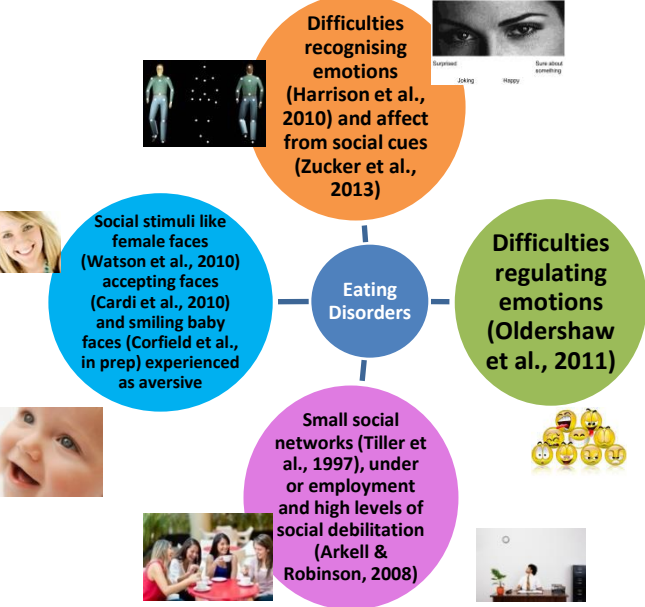 Difficulties
recognising
emotions
(Harrison et al.,
2010) and affect
from social cues
(Zucker et al.,
2013)
Surprised
Sure about
something
Joking
Happy
Social stimuli like
female faces
(Watson et al., 2010)
accepting faces
(Cardi et al., 2010)
and smiling baby
faces (Corfield et al.,
in prep) experienced
as aversive
Eating
Disorders
Difficulties
regulating
emotions
(Oldershaw
et al., 2011)
Small social
networks (Tiller et
al., 1997), under
or employment
and high levels of
social debilitation
(Arkell &
Robinson, 2008)